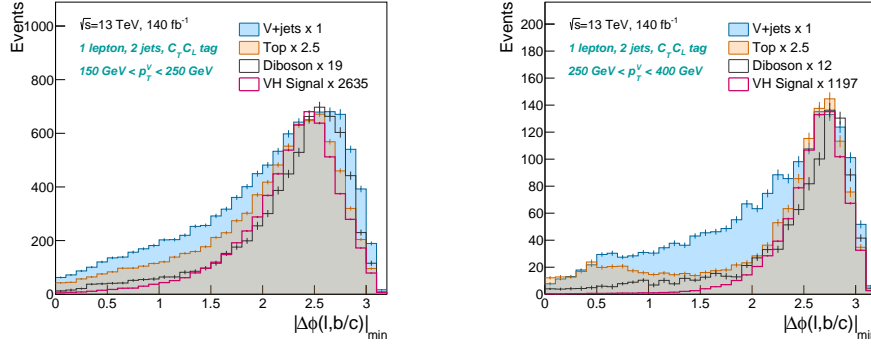 Events
√s=13 TeV, 140 fb⁻¹
1 lepton, 2 jets, C_T C_L tag
150 GeV < p_T^V < 250 GeV
V+jets x 1
Top x 2.5
Diboson x 19
VH Signal x 2635
1000
800
600
400
200
0
0 0.5 1 1.5 2 2.5 3
|Δϕ(l,b/c)|_min
Events
√s=13 TeV, 140 fb⁻¹
1 lepton, 2 jets, C_T C_L tag
250 GeV < p_T^V < 400 GeV
V+jets x 1
Top x 2.5
Diboson x 12
VH Signal x 1197
200
180
160
140
120
100
80
60
40
20
0
0 0.5 1 1.5 2 2.5 3
|Δϕ(l,b/c)|_min